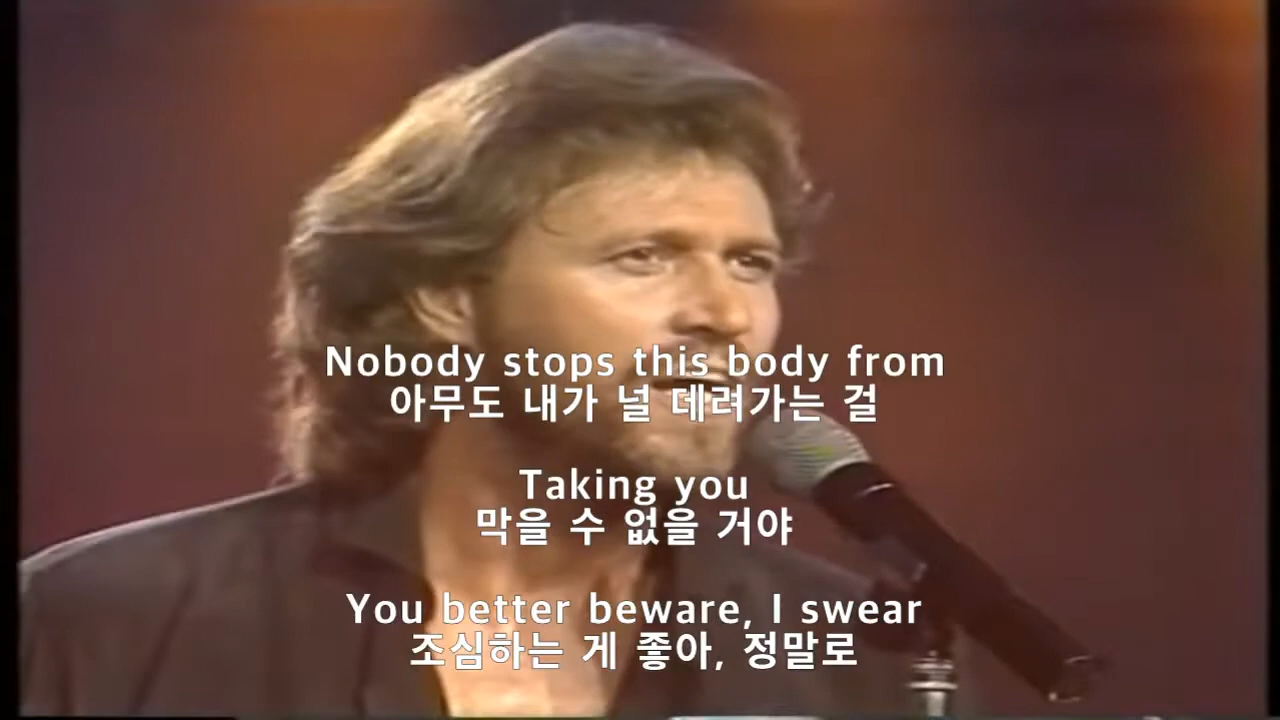 Nobody stops this body from
아무도 내가 널 데려가는 걸
Taking you
막을 수 없을 거야
You better beware, I swear
조심하는 게 좋아, 정말로